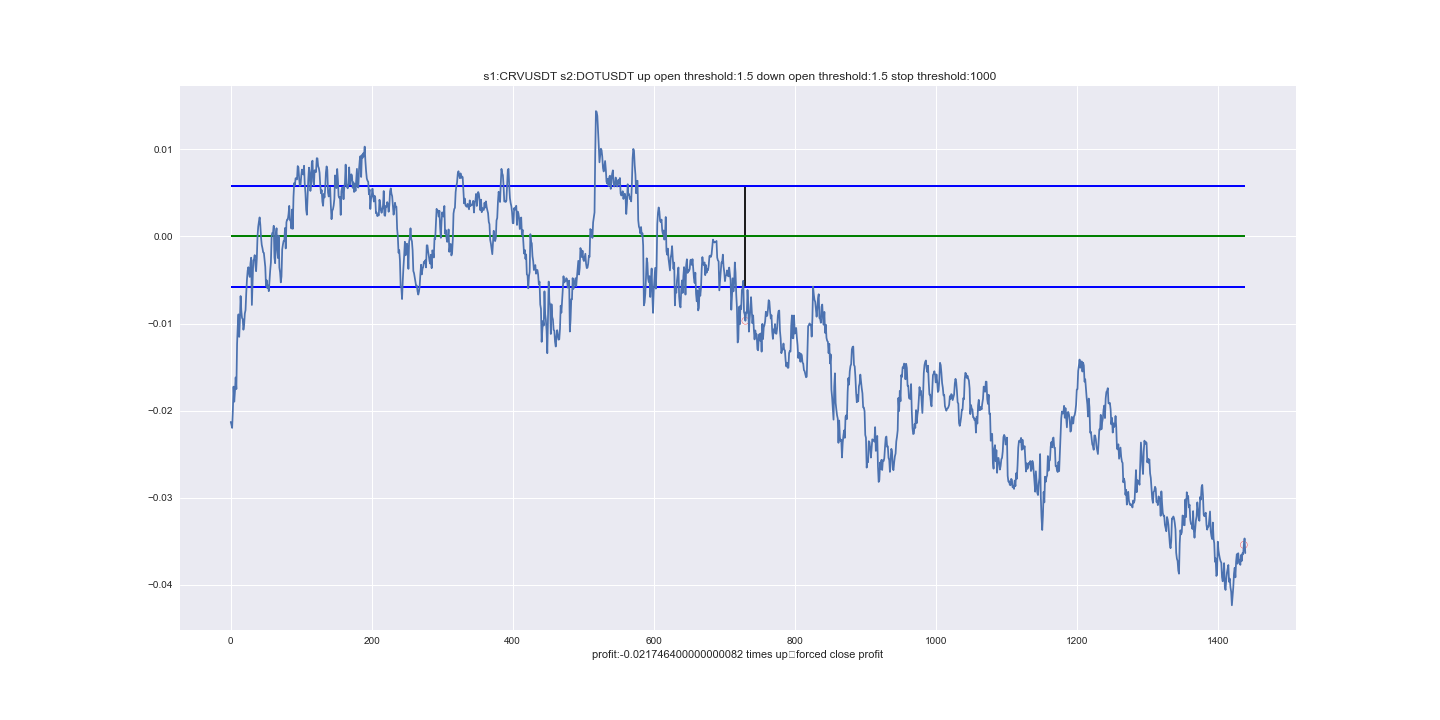 s1:CRVUSDT s2:DOTUSDT up open threshold:1.5 down open threshold:1.5 stop threshold:1000
0.01
0.00
−0.01
−0.02
−0.03
−0.04
0 200 400 600 800 1000 1200 1400
profit:-0.021746400000000082 times up□forced close profit